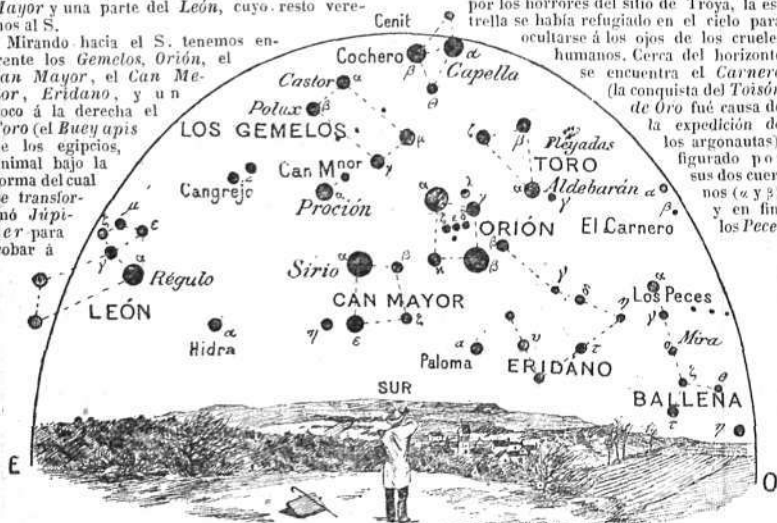 Mayor y una parte del León, cuyo resto vere-
mos al S.
Mirando hacia el S. tenemos en-
frente los Gemelos, Orión, el
Can Mayor, el Can Me-
nor, Eridano, y un
poco á la derecha el
Toro (el Buey apis
de los egipcios,
animal bajo la
forma del cual
se transfor-
mó Júpi-
ter para
robar á
por los horrores del sitio de Troya, la es-
trella se había refugiado en el cielo para
ocultarse á los ojos de los crueles
humanos. Cerca del horizonte
se encuentra el Carnero
(la conquista del Toisón
de Oro fué causa de
la expedición de
los argonautas)
figurado por
sus dos cuer-
nos (α y β)
y en fin
los Peces
Cenit
Cochero
α
β
Capella
θ
Castor α
Polux β
LOS GEMELOS
μ
γ
ζ
β
Pléyadas
TORO
α Aldebarán
γ
α
β
El Carnero
Cangrejo
Can Mnor
α
Proción
α
λ
γ
δ
ε
ORIÓN
κ
β
β
ζ
μ
ε
γ
α
Régulo
LEÓN
Sirio α
β
CAN MAYOR
η
ε
ξ
Hidra
α
α
Paloma
γ
δ
η
υ
τ
ERIDANO
α
Los Peces
γ
ο
Mira
ζ
θ
BALLENA
τ
η
SUR
E
O